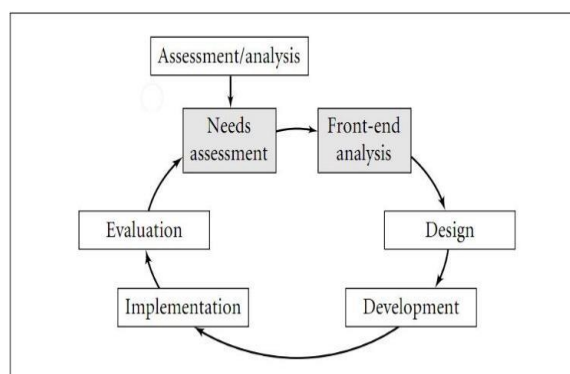 Assessment/analysis
Needs
assessment
Front-end
analysis
Evaluation
Design
Implementation
Development